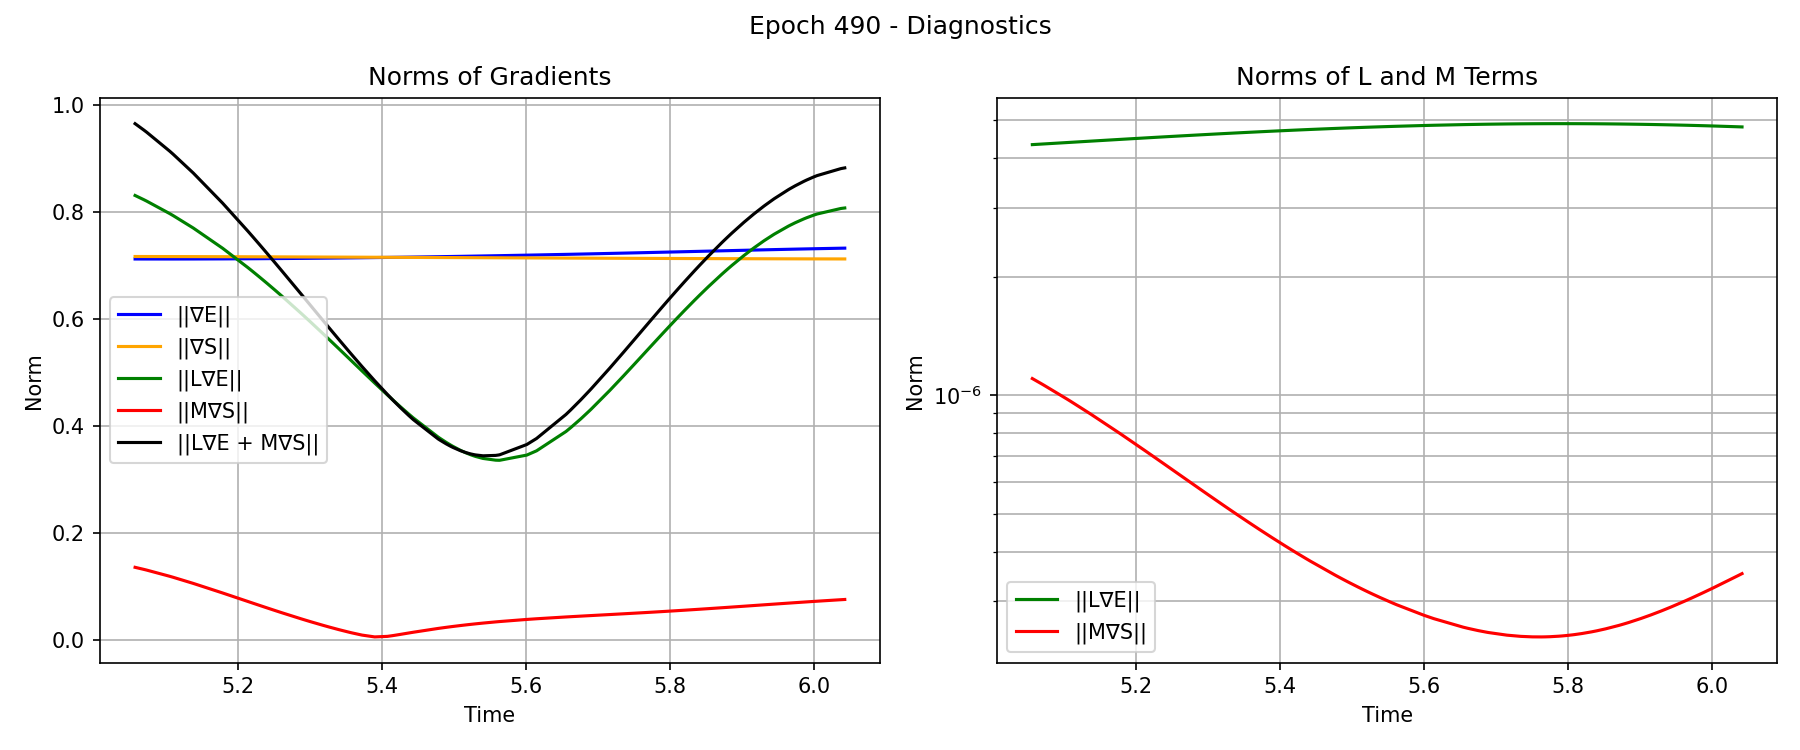 Epoch 490 - Diagnostics
Norms of Gradients
1.0
0.8
0.6
0.4
0.2
0.0
Norm
||∇E||
||∇S||
||L∇E||
||M∇S||
||L∇E + M∇S||
5.2 5.4 5.6 5.8 6.0
Time
Norms of L and M Terms
10⁻⁶
Norm
||L∇E||
||M∇S||
5.2 5.4 5.6 5.8 6.0
Time